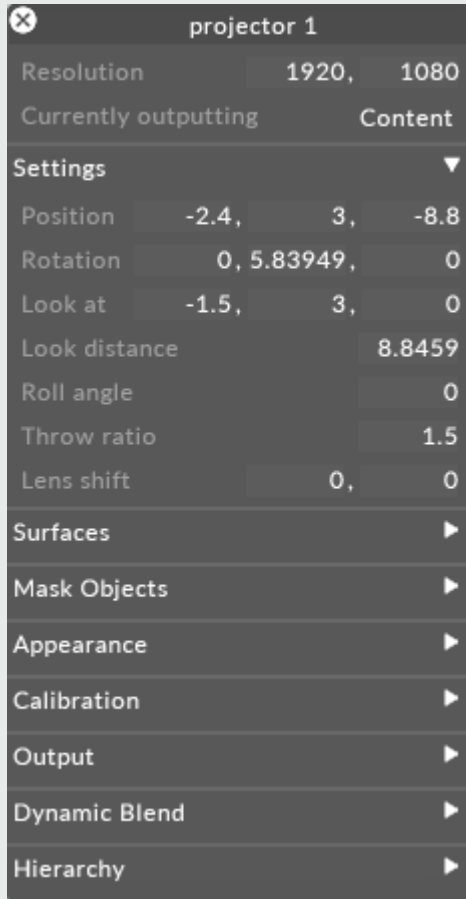 projector 1
Resolution 1920, 1080
Currently outputting Content
Settings
Position -2.4, 3, -8.8
Rotation 0, 5.83949, 0
Look at -1.5, 3, 0
Look distance 8.8459
Roll angle 0
Throw ratio 1.5
Lens shift 0, 0
Surfaces
Mask Objects
Appearance
Calibration
Output
Dynamic Blend
Hierarchy